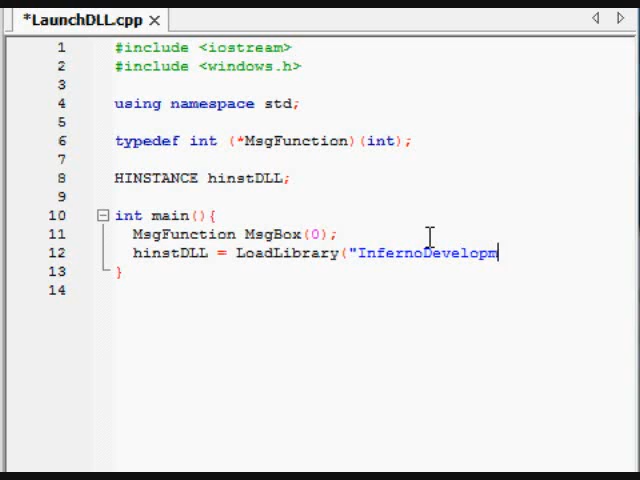 *LaunchDLL.cpp
1 #include <iostream>
2 #include <windows.h>
3
4 using namespace std;
5
6 typedef int (*MsgFunction)(int);
7
8 HINSTANCE hinstDLL;
9
10 int main(){
11 MsgFunction MsgBox(0);
12 hinstDLL = LoadLibrary("InfernoDevelopm
13 }
14